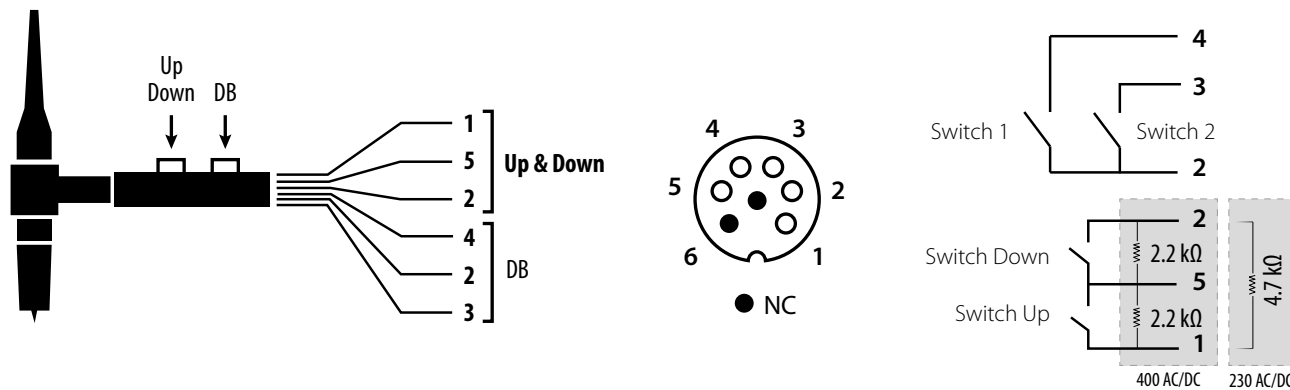 Up
Down DB
1
5
2
Up & Down
4
2
3
DB
4 3
5 2
6 1
NC
4
3
Switch 1 Switch 2
2
2
Switch Down 2.2 kΩ
5
Switch Up 2.2 kΩ
1
4.7 kΩ
400 AC/DC 230 AC/DC